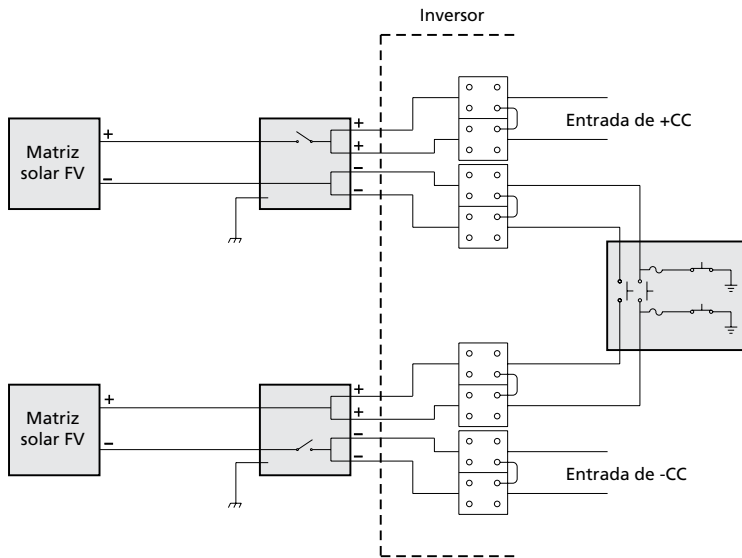 Inversor
Matriz
solar FV
+
−
+
+
−
−
Entrada de +CC
Matriz
solar FV
+
−
+
+
−
−
Entrada de -CC